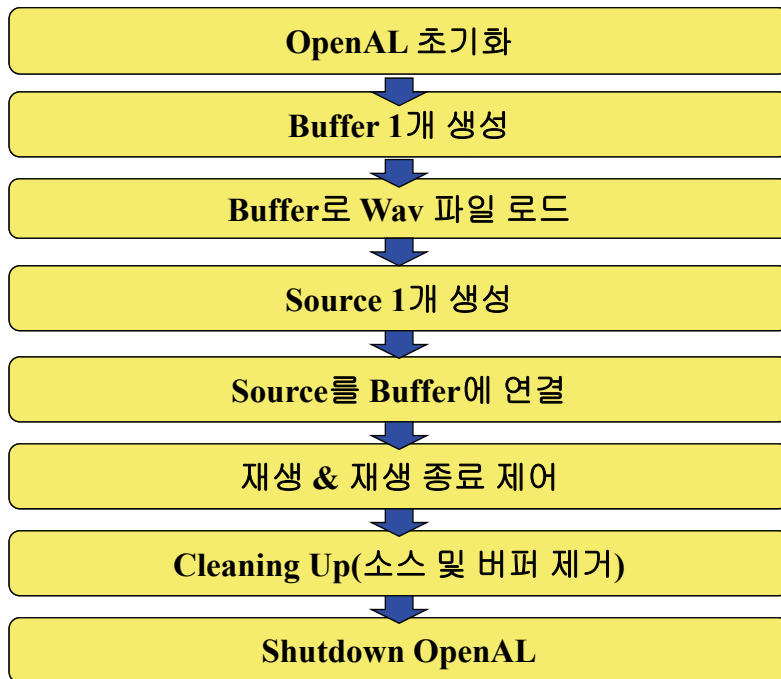 OpenAL 초기화
Buffer 1개 생성
Buffer로 Wav 파일 로드
Source 1개 생성
Source를 Buffer에 연결
재생 & 재생 종료 제어
Cleaning Up(소스 및 버퍼 제거)
Shutdown OpenAL